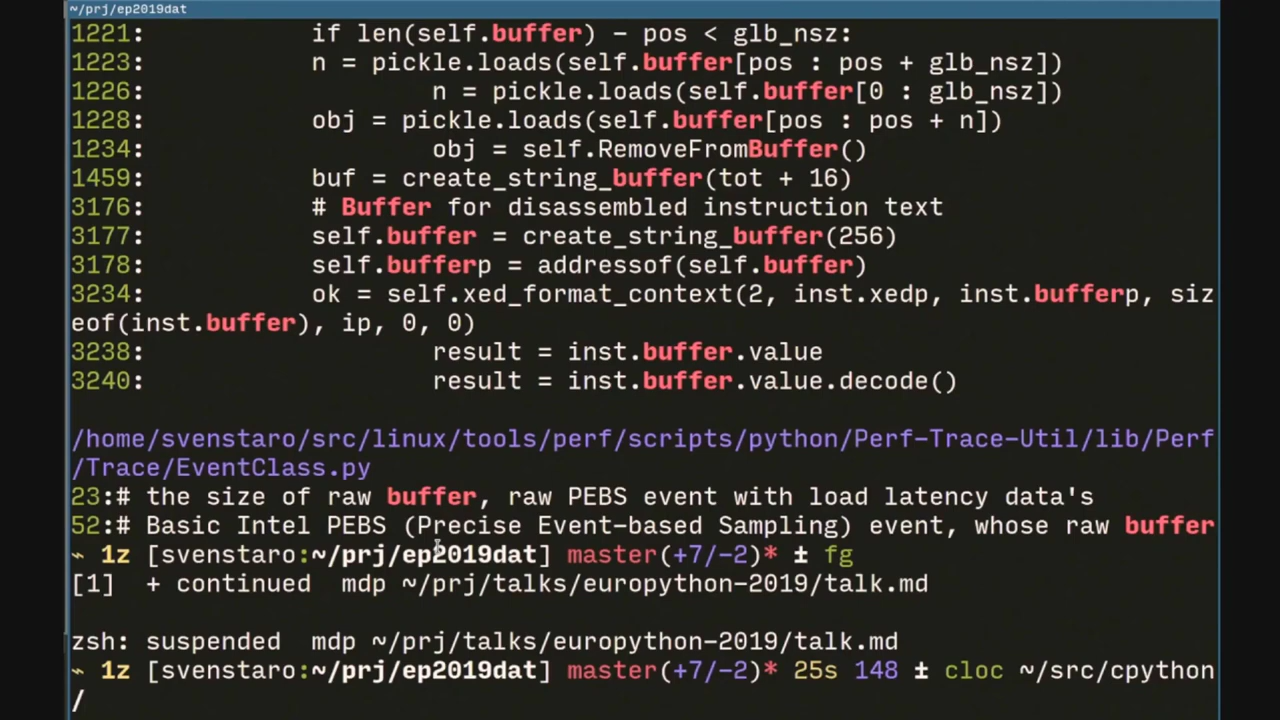 ~/prj/ep2019dat
1221:           if len(self.buffer) - pos < glb_nsz:
1223:           n = pickle.loads(self.buffer[pos : pos + glb_nsz])
1226:                   n = pickle.loads(self.buffer[0 : glb_nsz])
1228:           obj = pickle.loads(self.buffer[pos : pos + n])
1234:                   obj = self.RemoveFromBuffer()
1459:           buf = create_string_buffer(tot + 16)
3176:           # Buffer for disassembled instruction text
3177:           self.buffer = create_string_buffer(256)
3178:           self.bufferp = addressof(self.buffer)
3234:           ok = self.xed_format_context(2, inst.xedp, inst.bufferp, siz
eof(inst.buffer), ip, 0, 0)
3238:                   result = inst.buffer.value
3240:                   result = inst.buffer.value.decode()
/home/svenstaro/src/linux/tools/perf/scripts/python/Perf-Trace-Util/lib/Perf
/Trace/EventClass.py
23:# the size of raw buffer, raw PEBS event with load latency data's
52:# Basic Intel PEBS (Precise Event-based Sampling) event, whose raw buffer
~ 1z [svenstaro:~/prj/ep2019dat] master(+7/-2)* ± fg
[1]  + continued  mdp ~/prj/talks/europython-2019/talk.md
zsh: suspended  mdp ~/prj/talks/europython-2019/talk.md
~ 1z [svenstaro:~/prj/ep2019dat] master(+7/-2)* 25s 148 ± cloc ~/src/cpython
/